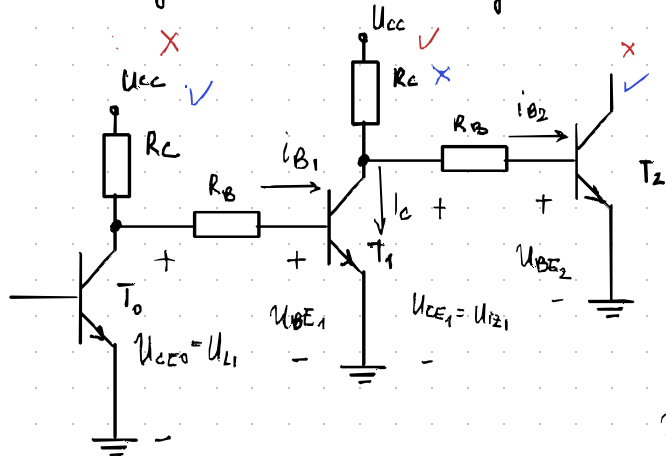 Ucc
Ucc
Rc
Rc
RB
iB1
RB
iB2
T2
+
+
+
+
Ic
T1
T0
UBE2
UBE1
UCE1 = Uiz1
UCE0 = UL1
-
-
-
-